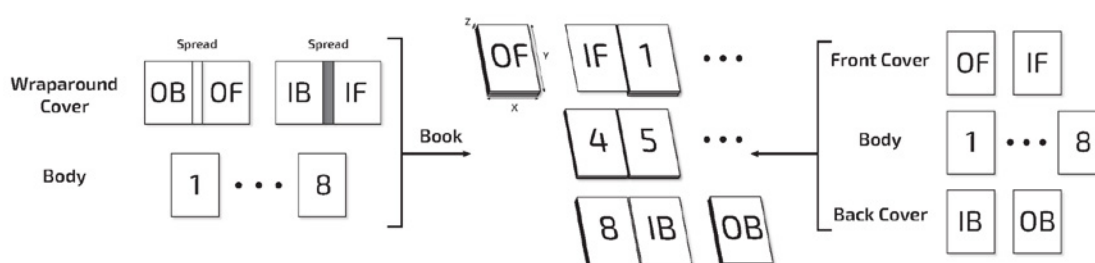 Spread
Spread
Wraparound
Cover
OB OF
IB IF
Body
1 ••• 8
Book
Z
OF
Y
X
IF 1 •••
4 5 •••
8 IB
OB
Front Cover
OF IF
Body
1 ••• 8
Back Cover
IB OB